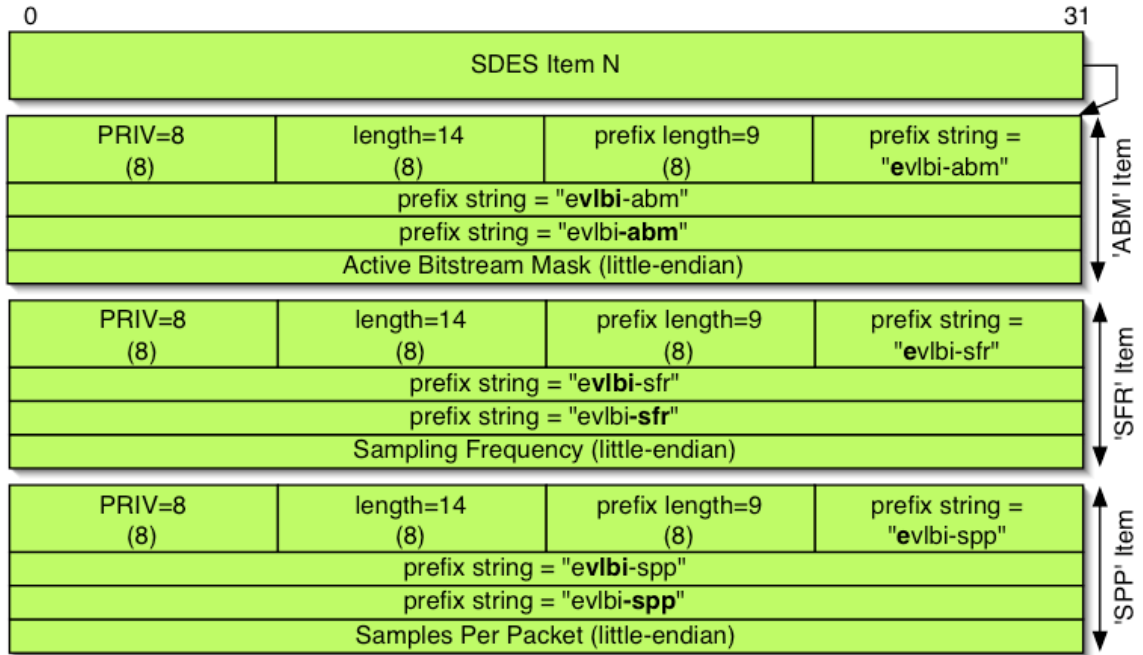 0 31
SDES Item N
PRIV=8 length=14 prefix length=9 prefix string =
(8) (8) (8) "evlbi-abm"
prefix string = "evlbi-abm"
prefix string = "evlbi-abm"
Active Bitstream Mask (little-endian)
'ABM' Item
PRIV=8 length=14 prefix length=9 prefix string =
(8) (8) (8) "evlbi-sfr"
prefix string = "evlbi-sfr"
prefix string = "evlbi-sfr"
Sampling Frequency (little-endian)
'SFR' Item
PRIV=8 length=14 prefix length=9 prefix string =
(8) (8) (8) "evlbi-spp"
prefix string = "evlbi-spp"
prefix string = "evlbi-spp"
Samples Per Packet (little-endian)
'SPP' Item